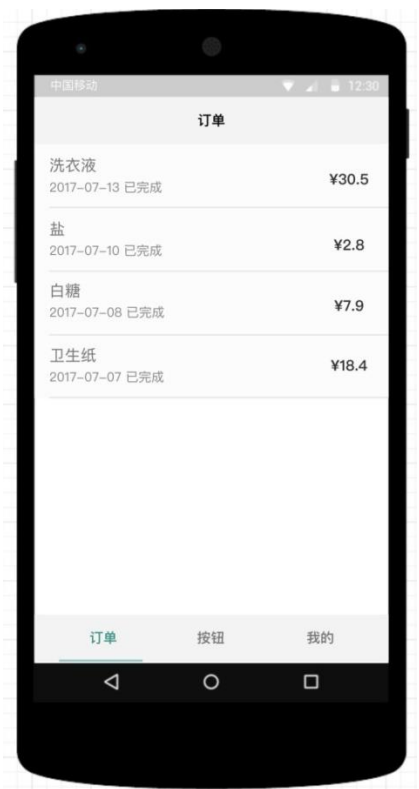 中国移动
12:30
订单
洗衣液
2017-07-13 已完成
¥30.5
盐
2017-07-10 已完成
¥2.8
白糖
2017-07-08 已完成
¥7.9
卫生纸
2017-07-07 已完成
¥18.4
订单
按钮
我的